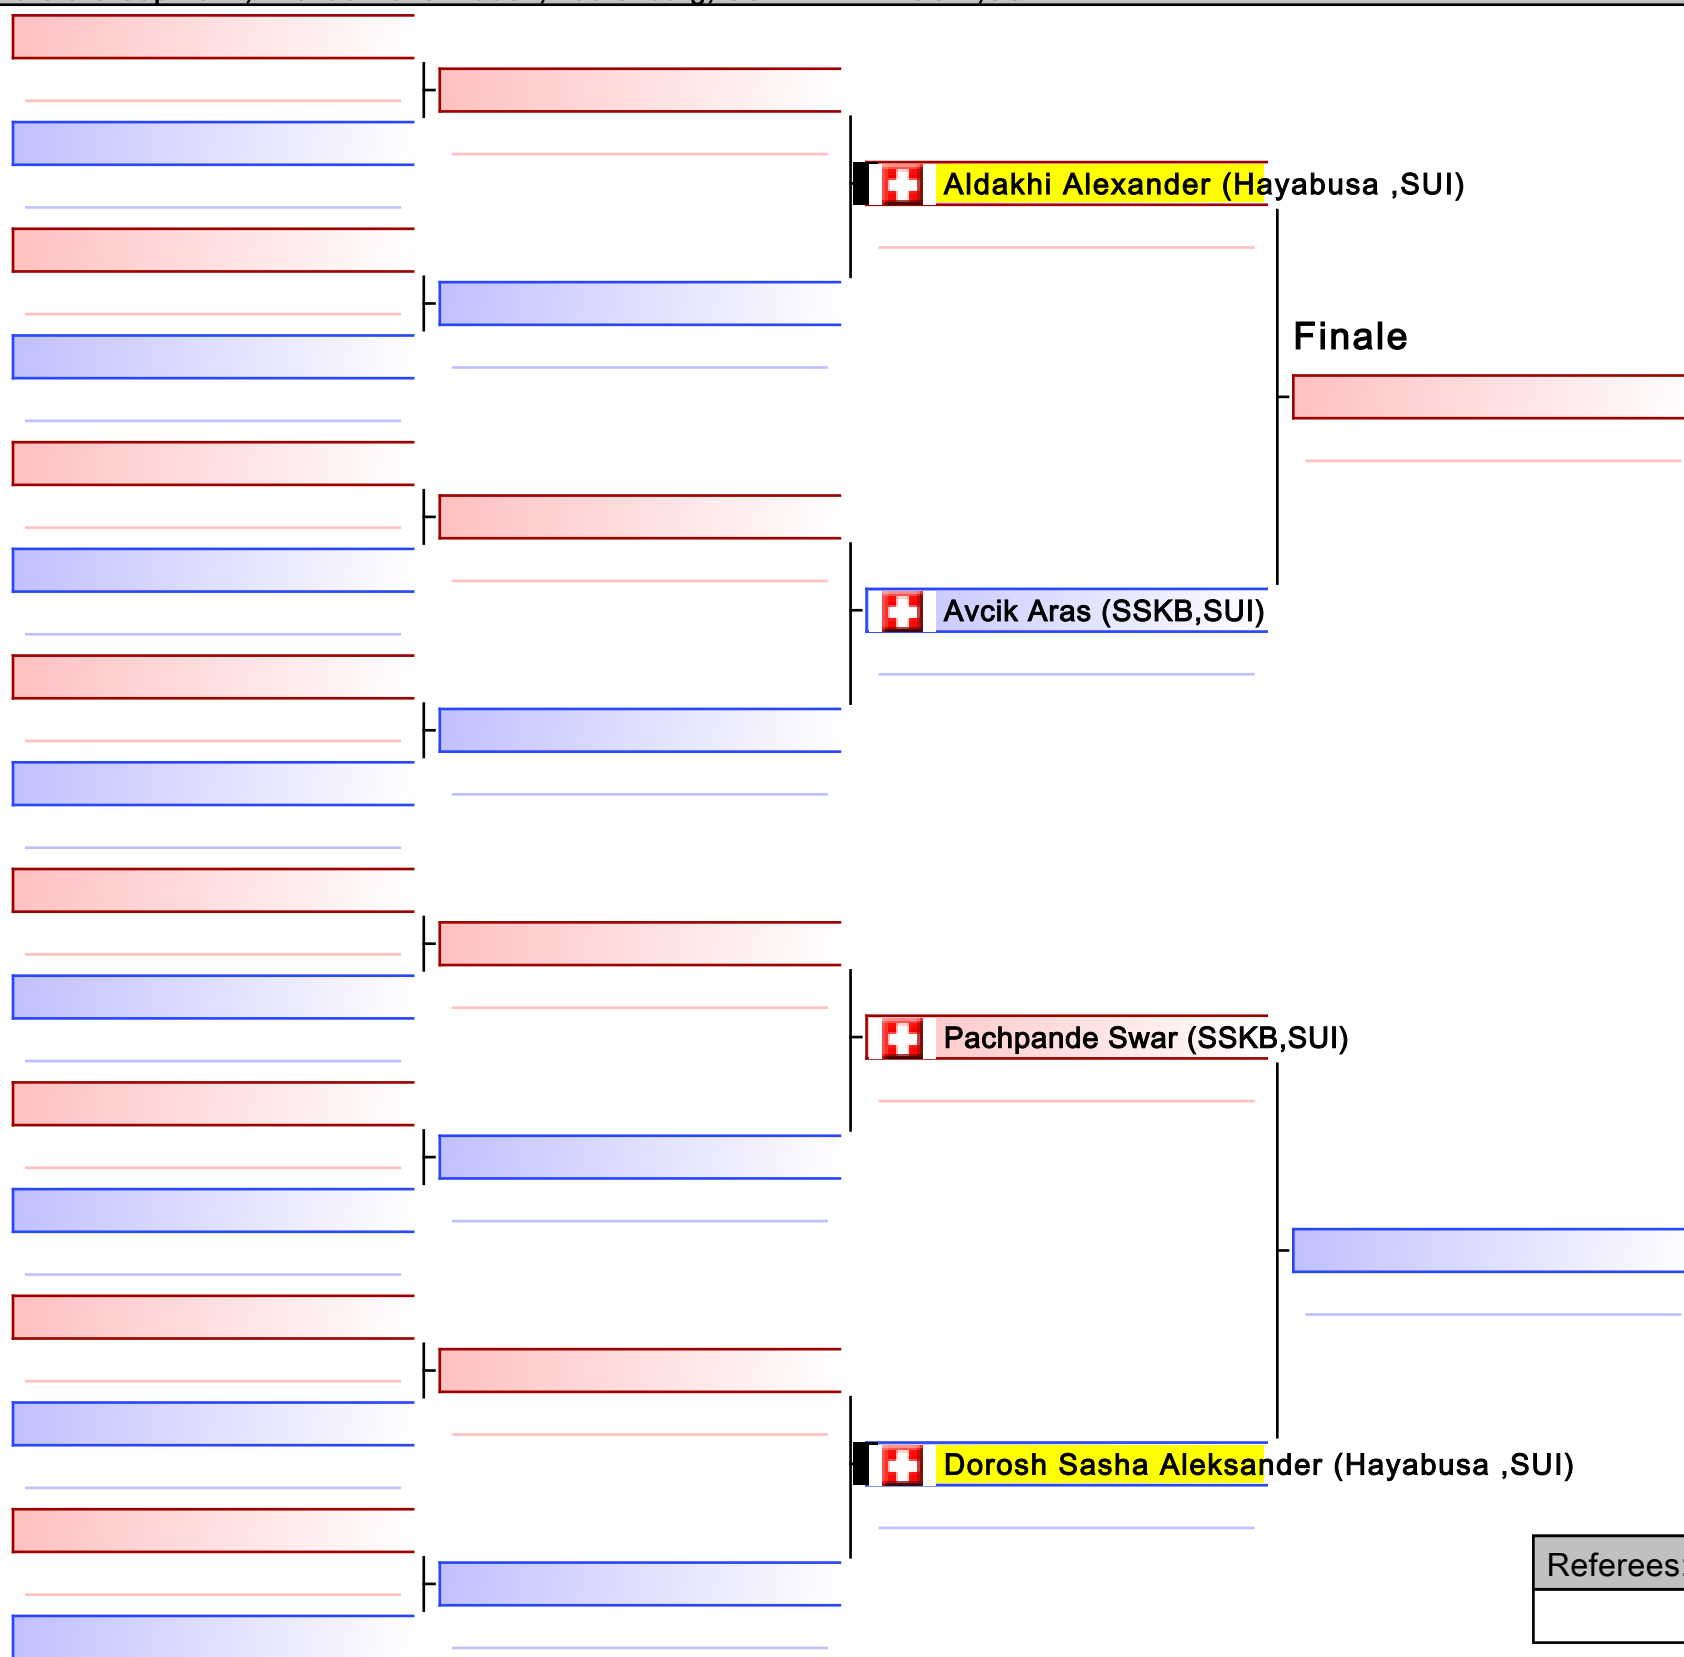 Aldakhi Alexander (Hayabusa ,SUI)
Finale
Avcik Aras (SSKB,SUI)
Pachpande Swar (SSKB,SUI)
Dorosh Sasha Aleksander (Hayabusa ,SUI)
Referees: